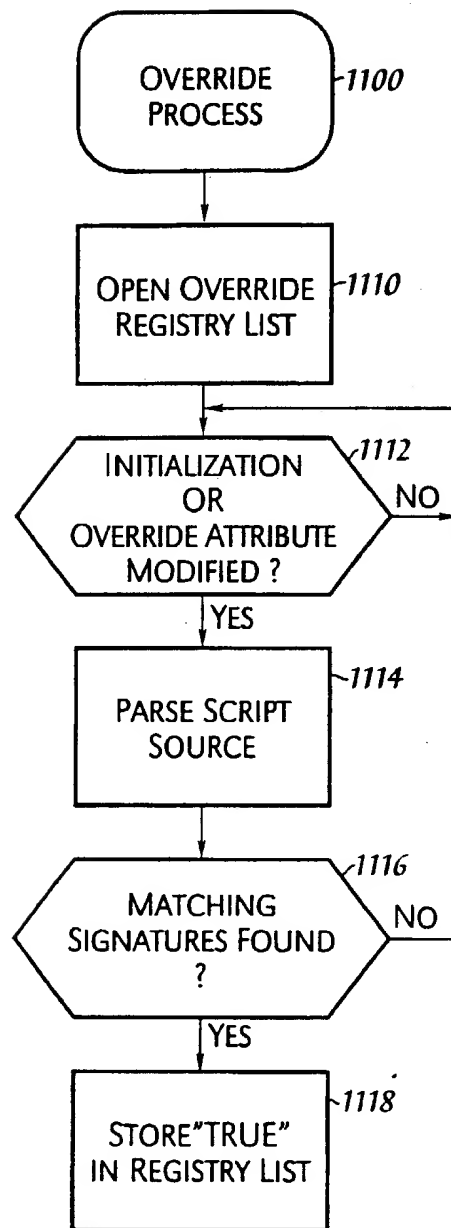 OVERRIDE
PROCESS
1100
OPEN OVERRIDE
REGISTRY LIST
1110
INITIALIZATION
OR
OVERRIDE ATTRIBUTE
MODIFIED ?
1112
NO
YES
PARSE SCRIPT
SOURCE
1114
MATCHING
SIGNATURES FOUND
?
1116
NO
YES
STORE"TRUE"
IN REGISTRY LIST
1118